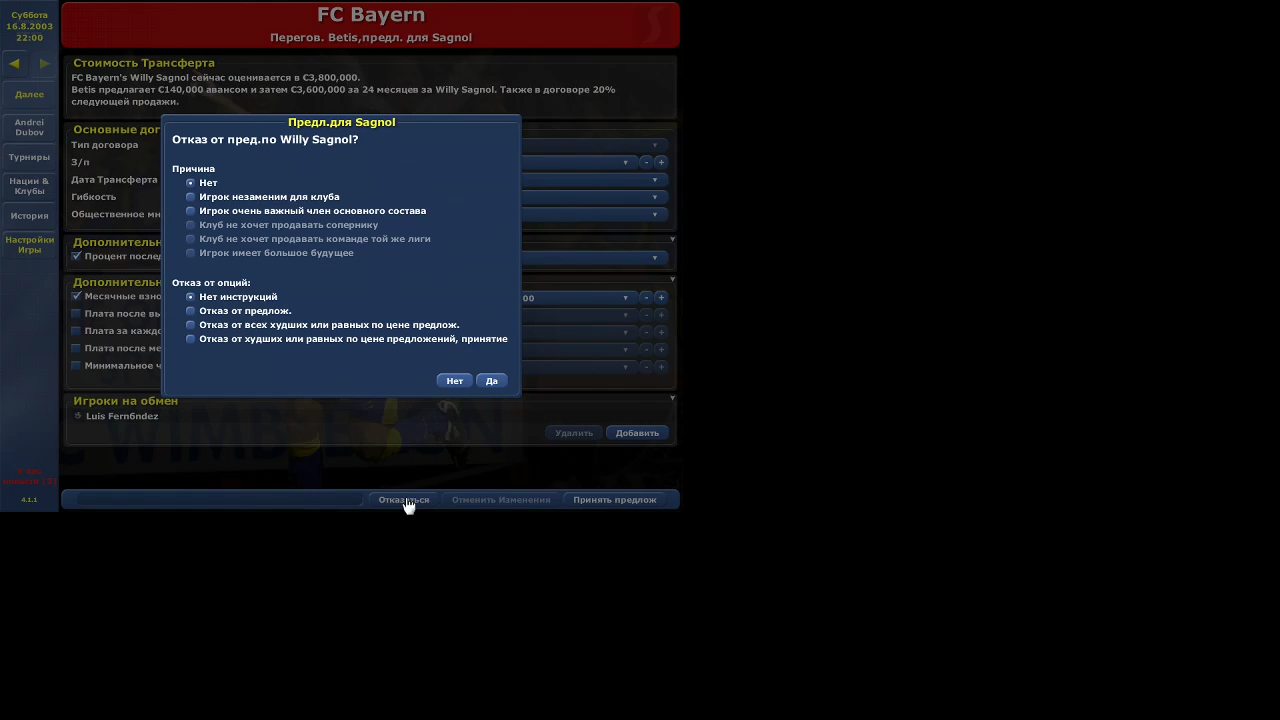 Суббота
16.8.2003
22:00
Далее
Andrei
Dubov
Турниры
Нации &
Клубы
История
Настройки
Игры
4.1.1
FC Bayern
Перегов. Betis,предл. для Sagnol
Стоимость Трансферта
FC Bayern's Willy Sagnol сейчас оценивается в €3,800,000.
Betis предлагает €140,000 авансом и затем €3,600,000 за 24 месяцев за Willy Sagnol. Также в договоре 20%
следующей продажи.
Основные дог
Тип договора
З/п
Дата Трансферта
Гибкость
Общественное мн
Дополнительн
Процент послед
Дополнительн
Месячные взно
00
Плата после вы
Плата за каждо
Плата после ме
Минимальное ч
Предл.для Sagnol
Отказ от пред.по Willy Sagnol?
Причина
Нет
Игрок незаменим для клуба
Игрок очень важный член основного состава
Клуб не хочет продавать сопернику
Клуб не хочет продавать команде той же лиги
Игрок имеет большое будущее
Отказ от опций:
Нет инструкций
Отказ от предлож.
Отказ от всех худших или равных по цене предлож.
Отказ от худших или равных по цене предложений, принятие
Нет Да
Игроки на обмен
Luis Fernбndez
Удалить Добавить
Отказаться Отменить Изменения Принять предлож